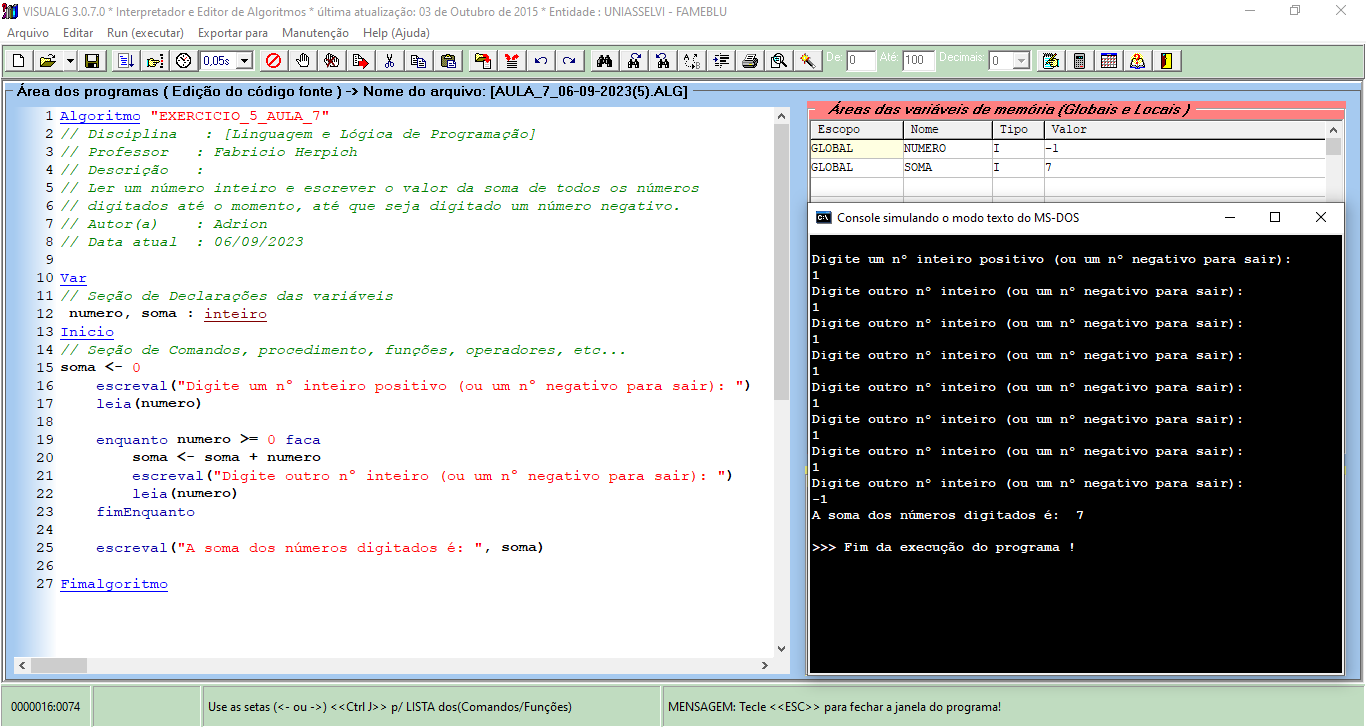 VISUALG 3.0.7.0 * Interpretador e Editor de Algoritmos * última atualização: 03 de Outubro de 2015 * Entidade : UNIASSELVI - FAMEBLU
Arquivo Editar Run (executar) Exportar para Manutenção Help (Ajuda)
0,05s De: 0 Até: 100 Decimais: 0
Área dos programas ( Edição do código fonte ) -> Nome do arquivo: [AULA_7_06-09-2023(5).ALG]
1 Algoritmo "EXERCICIO_5_AULA_7"
2 // Disciplina : [Linguagem e Lógica de Programação]
3 // Professor : Fabricio Herpich
4 // Descrição :
5 // Ler um número inteiro e escrever o valor da soma de todos os números
6 // digitados até o momento, até que seja digitado um número negativo.
7 // Autor(a) : Adrion
8 // Data atual : 06/09/2023
9
10 Var
11 // Seção de Declarações das variáveis
12 numero, soma : inteiro
13 Inicio
14 // Seção de Comandos, procedimento, funções, operadores, etc...
15 soma <- 0
16 escreval("Digite um n° inteiro positivo (ou um n° negativo para sair): ")
17 leia(numero)
18
19 enquanto numero >= 0 faca
20 soma <- soma + numero
21 escreval("Digite outro n° inteiro (ou um n° negativo para sair): ")
22 leia(numero)
23 fimEnquanto
24
25 escreval("A soma dos números digitados é: ", soma)
26
27 Fimalgoritmo
Áreas das variáveis de memória (Globais e Locais )
Escopo Nome Tipo Valor
GLOBAL NUMERO I -1
GLOBAL SOMA I 7
Console simulando o modo texto do MS-DOS
Digite um n° inteiro positivo (ou um n° negativo para sair):
1
Digite outro n° inteiro (ou um n° negativo para sair):
1
Digite outro n° inteiro (ou um n° negativo para sair):
1
Digite outro n° inteiro (ou um n° negativo para sair):
1
Digite outro n° inteiro (ou um n° negativo para sair):
1
Digite outro n° inteiro (ou um n° negativo para sair):
1
Digite outro n° inteiro (ou um n° negativo para sair):
1
Digite outro n° inteiro (ou um n° negativo para sair):
-1
A soma dos números digitados é: 7
>>> Fim da execução do programa !
0000016:0074 Use as setas (<- ou ->) <<Ctrl J>> p/ LISTA dos(Comandos/Funções) MENSAGEM: Tecle <<ESC>> para fechar a janela do programa!